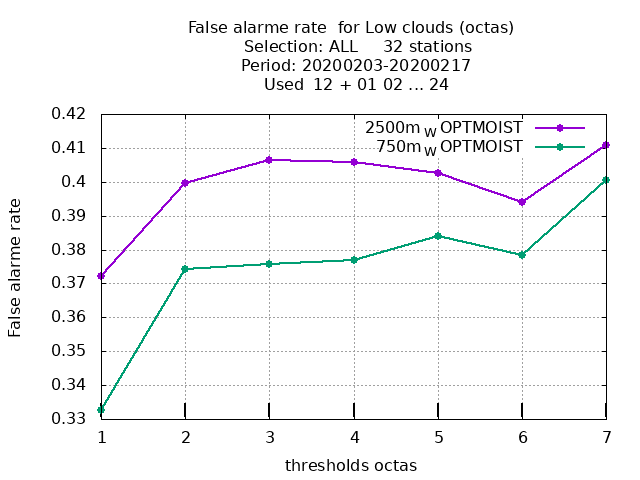 False alarme rate  for Low clouds (octas)
Selection: ALL     32 stations
Period: 20200203-20200217
Used  12 + 01 02 ... 24
2500m W OPTMOIST
750m W OPTMOIST
0.42
0.41
0.4
0.39
0.38
0.37
0.36
0.35
0.34
0.33
False alarme rate
1 2 3 4 5 6 7
thresholds octas